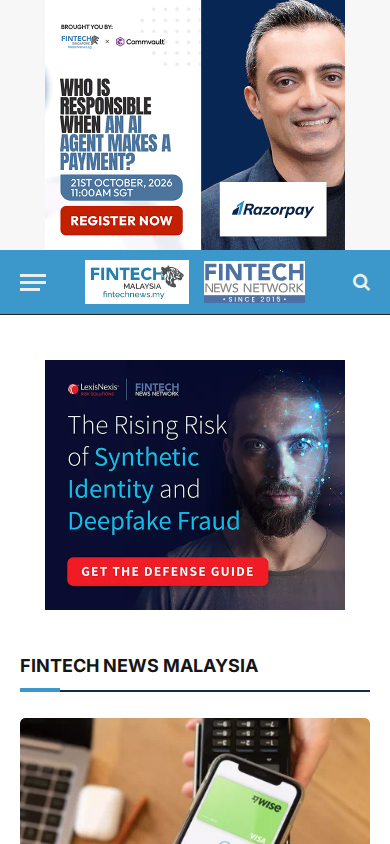 BROUGHT YOU BY:
FINTECH
SINGAPORE
fintechnews.sg
×
Commvault
WHO IS
RESPONSIBLE
WHEN AN AI
AGENT MAKES A
PAYMENT?
21ST OCTOBER, 2026
11:00AM SGT
REGISTER NOW
Razorpay
FINTECH
MALAYSIA
fintechnews.my
FINTECH
NEWS NETWORK
• SINCE 2015 •
LexisNexis
RISK SOLUTIONS
FINTECH
NEWS NETWORK
The Rising Risk
of Synthetic
Identity and
Deepfake Fraud
GET THE DEFENSE GUIDE
FINTECH NEWS MALAYSIA
WISE
VISA